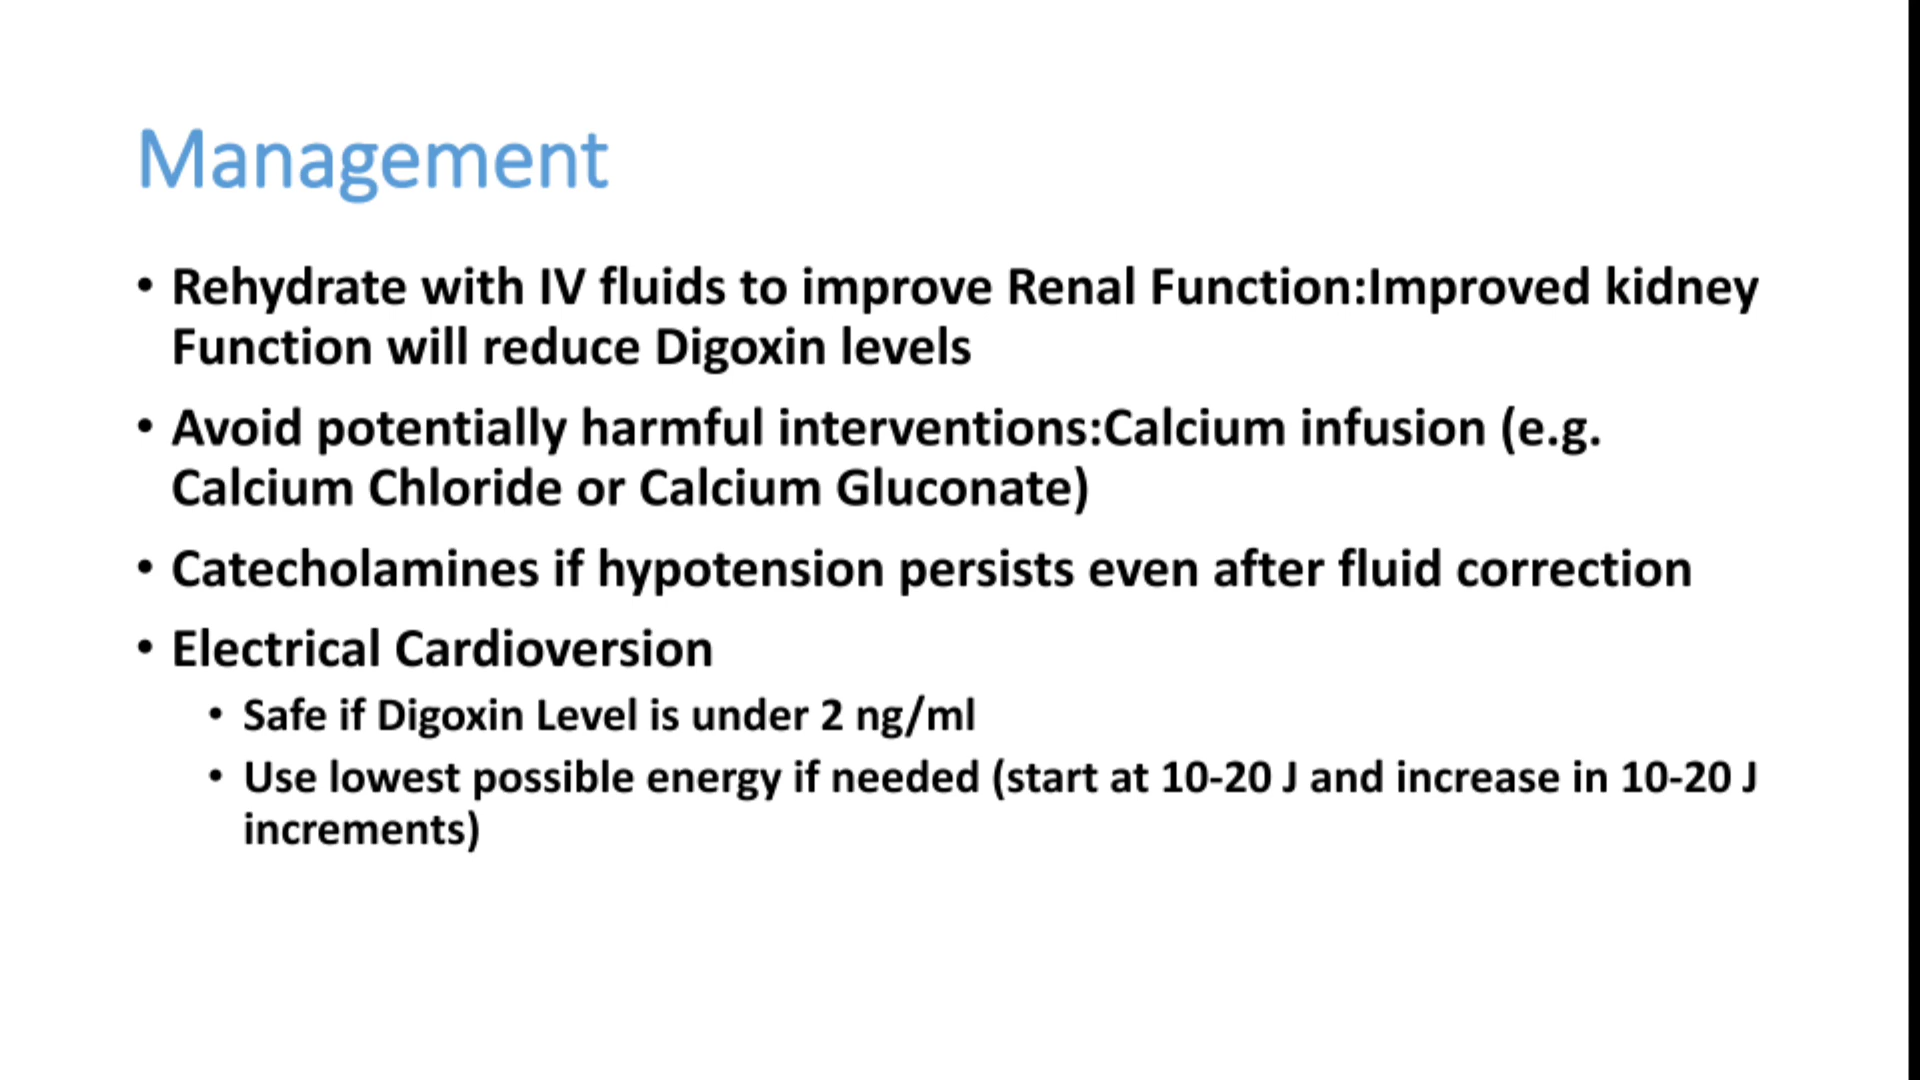 Management
• Rehydrate with IV fluids to improve Renal Function:Improved kidney
Function will reduce Digoxin levels
• Avoid potentially harmful interventions:Calcium infusion (e.g.
Calcium Chloride or Calcium Gluconate)
• Catecholamines if hypotension persists even after fluid correction
• Electrical Cardioversion
• Safe if Digoxin Level is under 2 ng/ml
• Use lowest possible energy if needed (start at 10-20 J and increase in 10-20 J
increments)